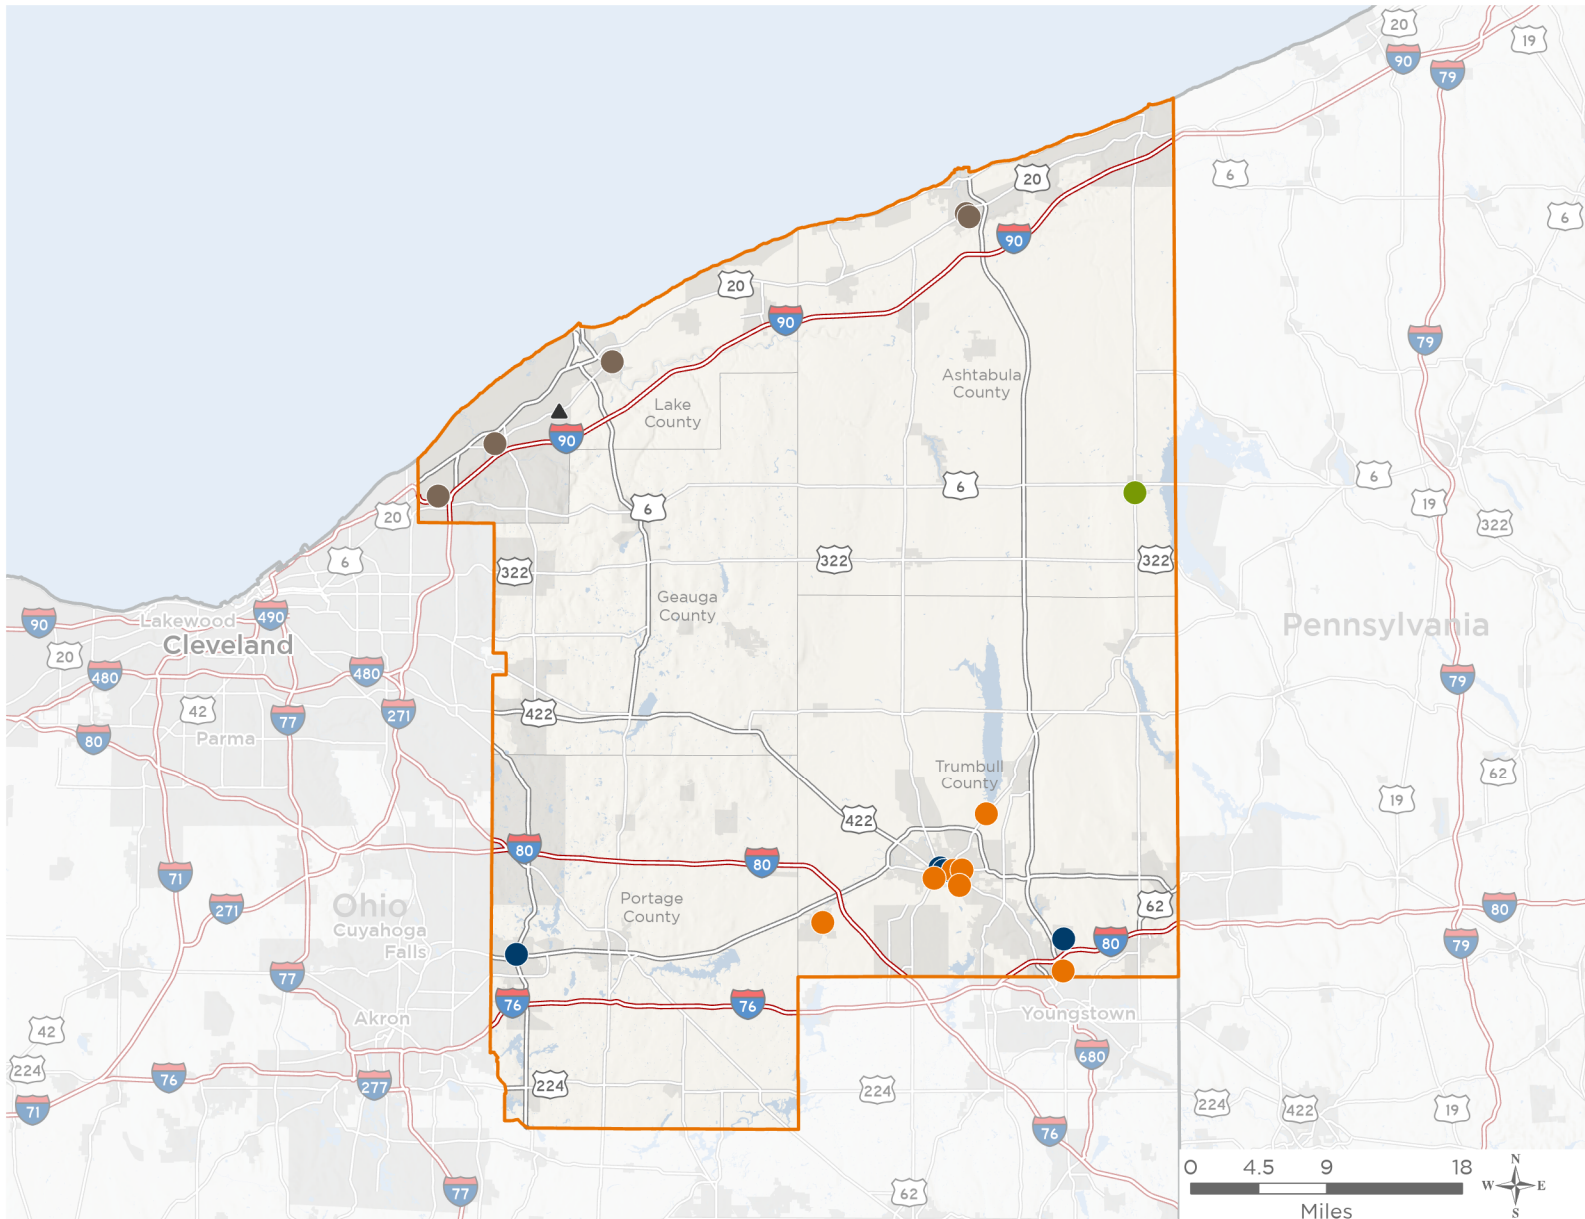 20
19
90
79
6
20
6
90
20
90
79
Ashtabula
County
Lake
County
90
6
6
19
6
322
20
6
322
322
322
Geauga
County
490
90
Lakewood
Cleveland
20
480
480
Pennsylvania
79
42
77
271
422
80
Parma
Trumbull
County
62
19
422
80
80
71
271
Ohio
Cuyahoga
Falls
Portage
County
62
80
80
79
77
76
76
42
Akron
Youngstown
680
224
76
277
224
224
224
422
19
71
76
77
62
0 4.5 9 18
Miles
N
W E
S